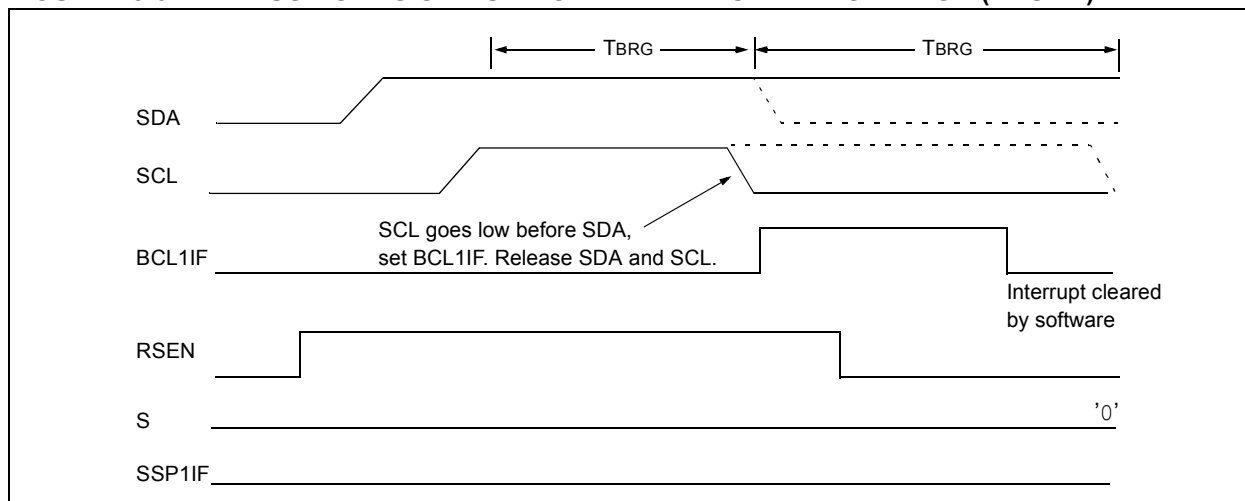 TBRG TBRG
SDA
SCL
SCL goes low before SDA,
set BCL1IF. Release SDA and SCL.
BCL1IF
Interrupt cleared
by software
RSEN
S '0'
SSP1IF